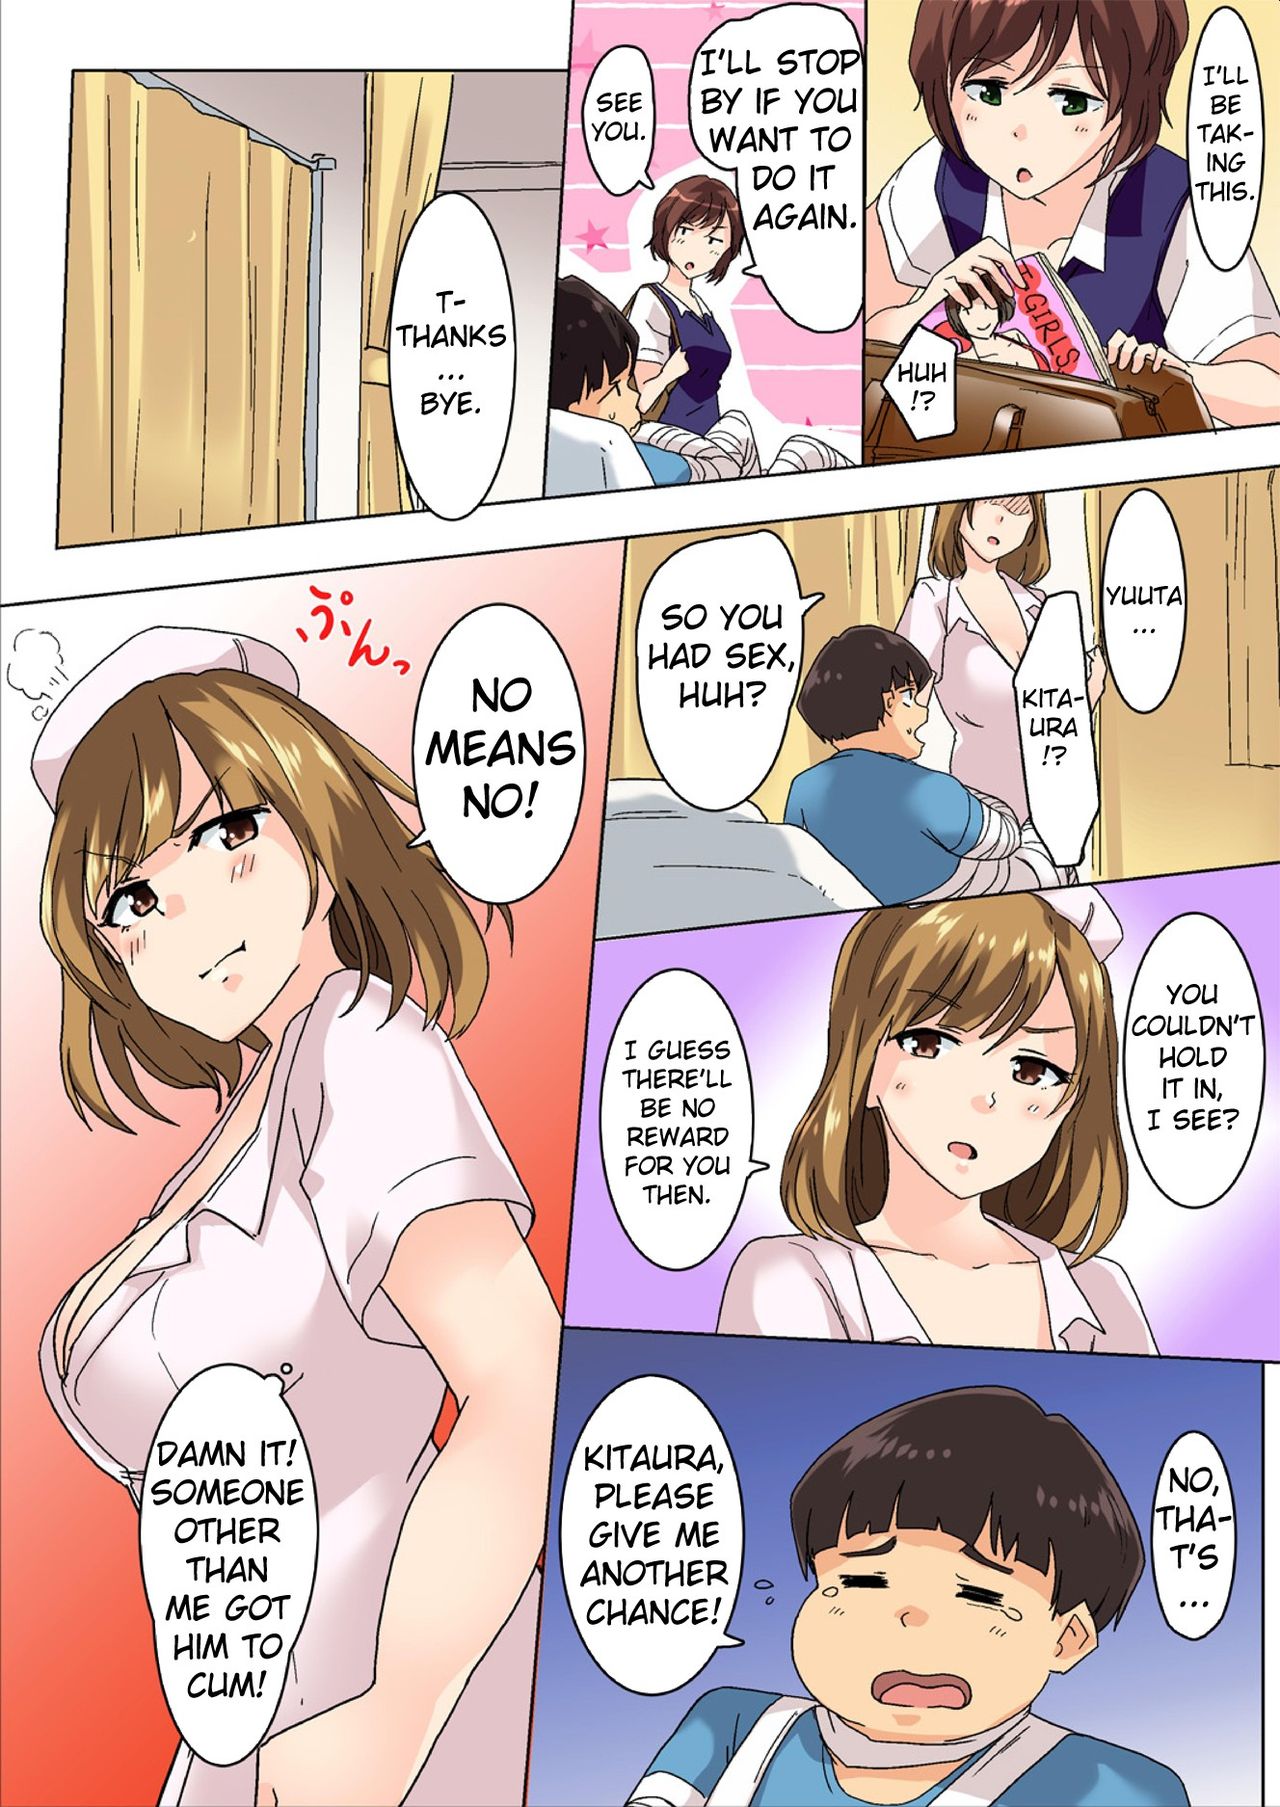 I'LL
BE
TAK-
ING
THIS.
HUH
!?
I'LL STOP
BY IF YOU
WANT TO
DO IT
AGAIN.
SEE
YOU.
T-
THANKS
...
BYE.
YUUTA
...
KITA-
URA
!?
SO YOU
HAD SEX,
HUH?
YOU
COULDN'T
HOLD
IT IN,
I SEE?
I GUESS
THERE'LL
BE NO
REWARD
FOR YOU
THEN.
NO,
THA-
T'S
...
KITAURA,
PLEASE
GIVE ME
ANOTHER
CHANCE!
ぷんっ
NO
MEANS
NO!
DAMN IT!
SOMEONE
OTHER
THAN
ME GOT
HIM TO
CUM!